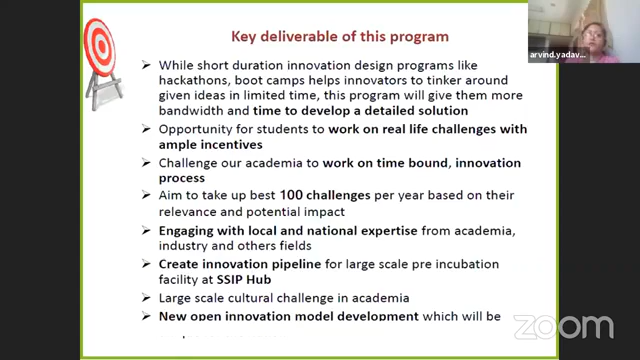 Key deliverable of this program
➢ While short duration innovation design programs like
hackathons, boot camps helps innovators to tinker around
given ideas in limited time, this program will give them more
bandwidth and time to develop a detailed solution
➢ Opportunity for students to work on real life challenges with
ample incentives
➢ Challenge our academia to work on time bound, innovation
process
➢ Aim to take up best 100 challenges per year based on their
relevance and potential impact
➢ Engaging with local and national expertise from academia,
industry and others fields
➢ Create innovation pipeline for large scale pre incubation
facility at SSIP Hub
➢ Large scale cultural challenge in academia
➢ New open innovation model development which will be
arvind.yadav...
zoom